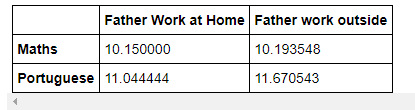 Father Work at Home Father work outside
Maths 10.150000 10.193548
Portuguese 11.044444 11.670543